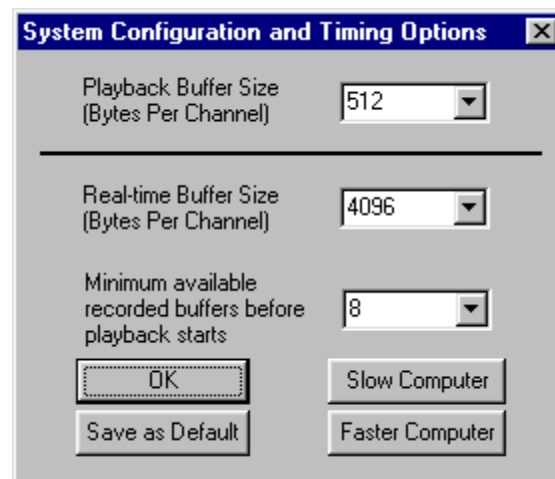 System Configuration and Timing Options
Playback Buffer Size
(Bytes Per Channel)
512
Real-time Buffer Size
(Bytes Per Channel)
4096
Minimum available
recorded buffers before
playback starts
8
OK
Slow Computer
Save as Default
Faster Computer